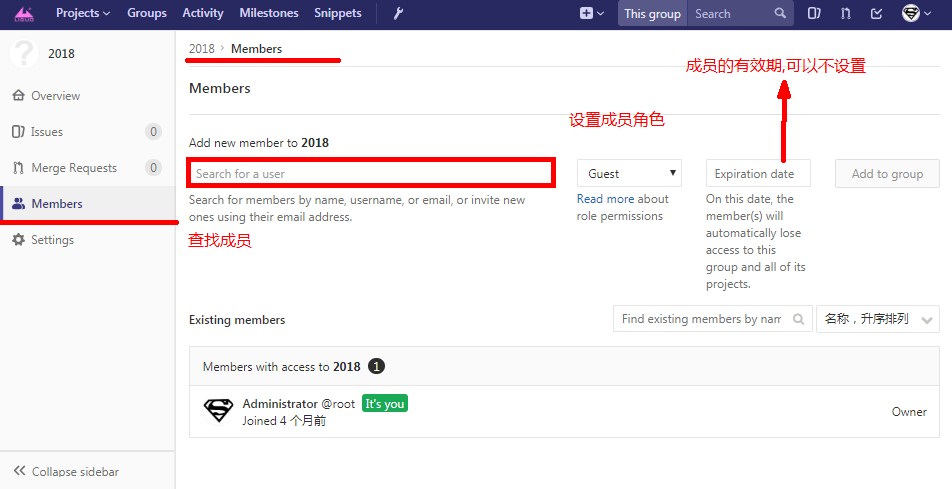 Projects Groups Activity Milestones Snippets This group Search
2018
Overview
Issues 0
Merge Requests 0
Members
Settings
Collapse sidebar
2018 › Members
成员的有效期,可以不设置
Members
设置成员角色
Add new member to 2018
Search for a user
Guest
Expiration date
Add to group
Search for members by name, username, or email, or invite new
ones using their email address.
查找成员
Read more about
role permissions
On this date, the
member(s) will
automatically lose
access to this
group and all of its
projects.
Existing members
Find existing members by nam
名称，升序排列
Members with access to 2018 1
Administrator @root It's you
Joined 4 个月前
Owner